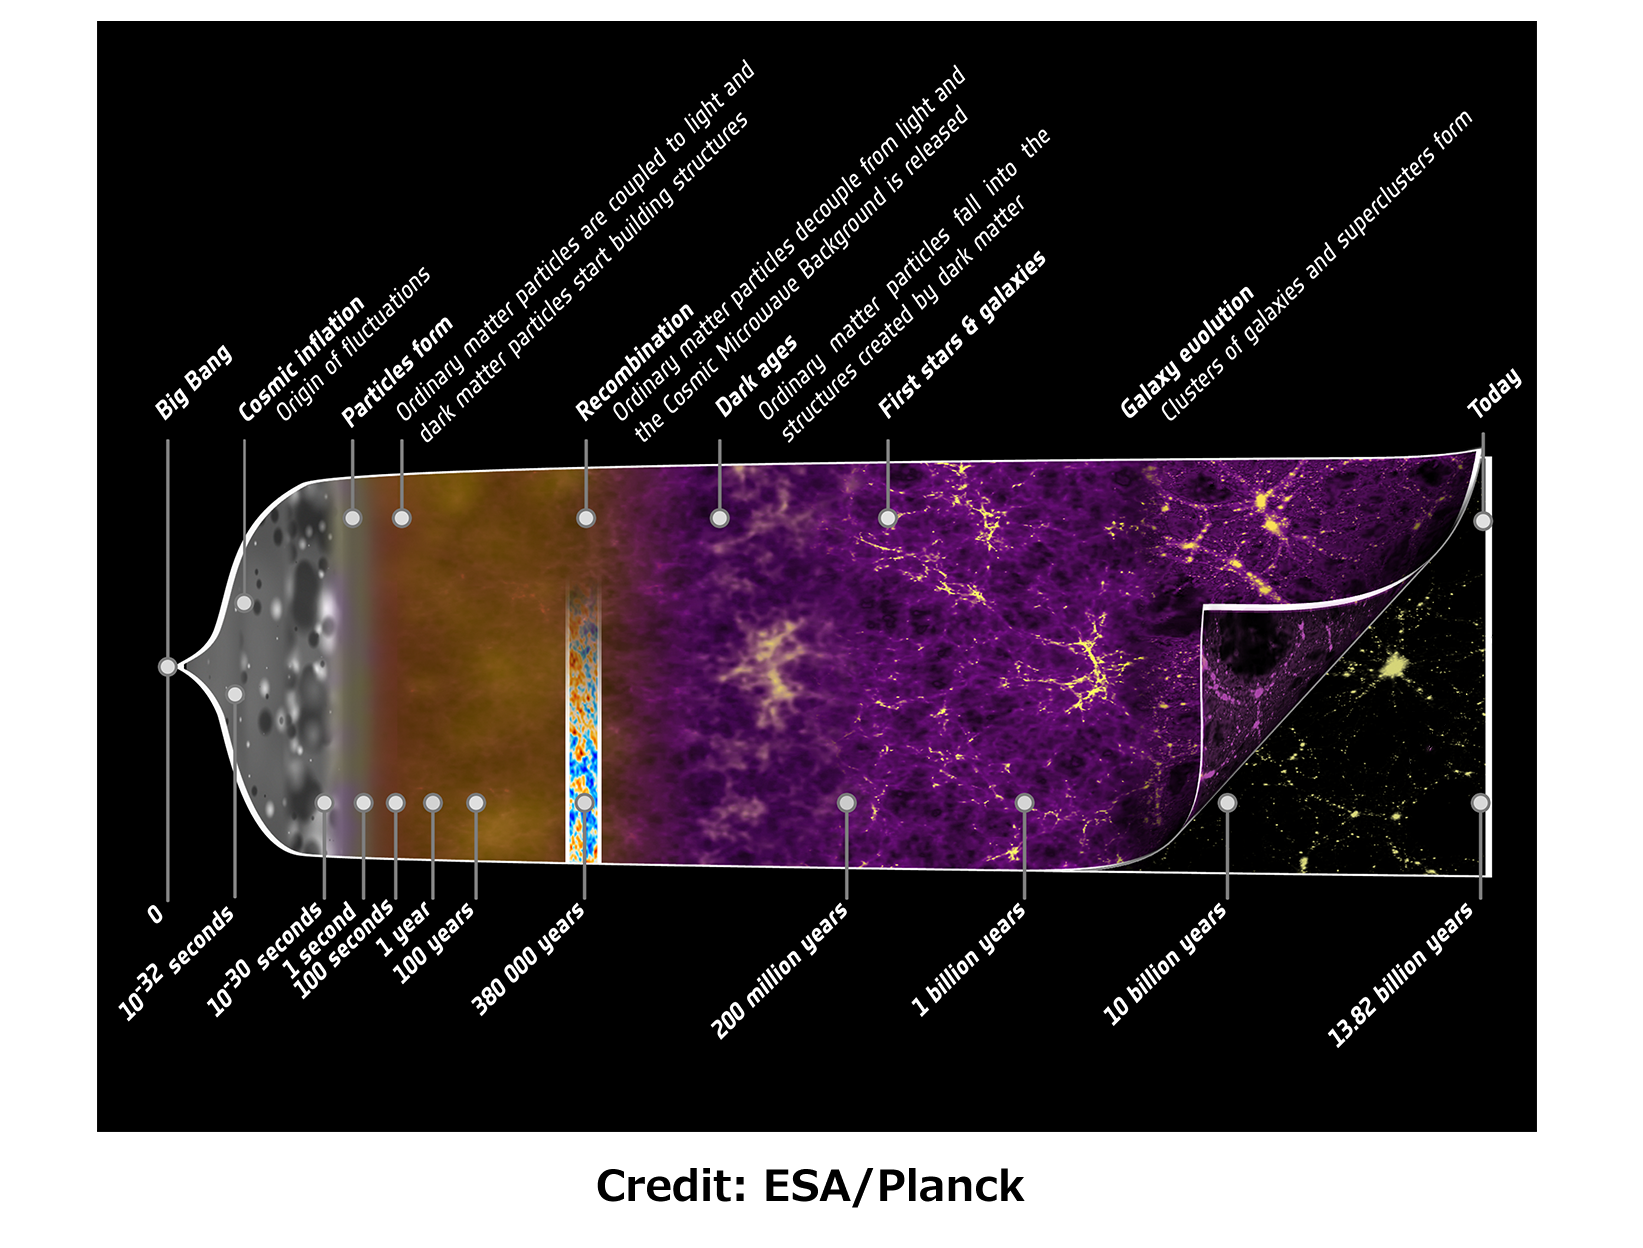 Big Bang
Cosmic inflation
Origin of fluctuations
Particles form
Ordinary matter particles are coupled to light and
dark matter particles start building structures
Recombination
Ordinary matter particles decouple from light and
the Cosmic Microwave Background is released
Dark ages
Ordinary matter particles fall into the
structures created by dark matter
First stars & galaxies
Galaxy evolution
Clusters of galaxies and superclusters form
Today
0
10-32 seconds
10-30 seconds
1 second
100 seconds
1 year
100 years
380 000 years
200 million years
1 billion years
10 billion years
13.82 billion years
Credit: ESA/Planck